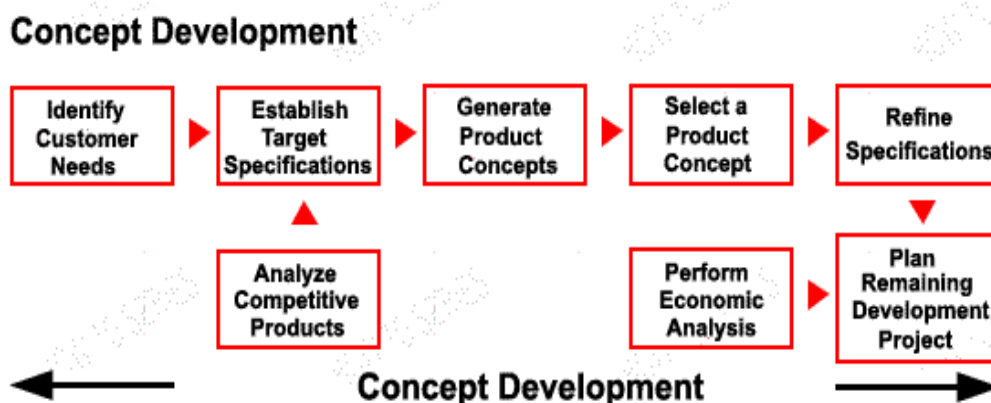 Concept Development
Identify
Customer
Needs
Establish
Target
Specifications
Generate
Product
Concepts
Select a
Product
Concept
Refine
Specifications
Analyze
Competitive
Products
Perform
Economic
Analysis
Plan
Remaining
Development
Project
Concept Development